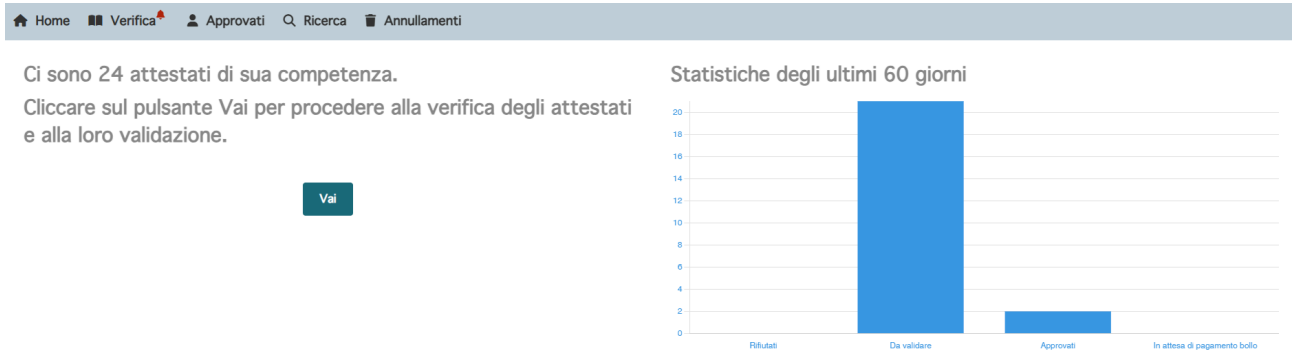 Home Verifica Approvati Ricerca Annullamenti
Ci sono 24 attestati di sua competenza.
Cliccare sul pulsante Vai per procedere alla verifica degli attestati
e alla loro validazione.
Vai
Statistiche degli ultimi 60 giorni
20
18
16
14
12
10
8
6
4
2
0
Rifiutati Da validare Approvati In attesa di pagamento bollo